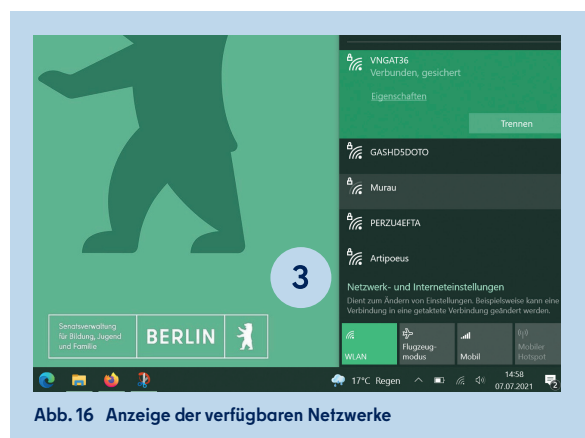 VNGAT36
Verbunden, gesichert
Eigenschaften
Trennen
GASHD5DOTO
Murau
PERZU4EFTA
Artipoeus
3
Netzwerk- und Interneteinstellungen
Dient zum Ändern von Einstellungen. Beispielsweise kann eine
Verbindung in eine getaktete Verbindung geändert werden.
Senatsverwaltung
für Bildung, Jugend
und Familie
BERLIN
WLAN
Flugzeug-
modus
Mobil
Mobiler
Hotspot
17°C Regen
14:58
07.07.2021
2
Abb. 16 Anzeige der verfügbaren Netzwerke